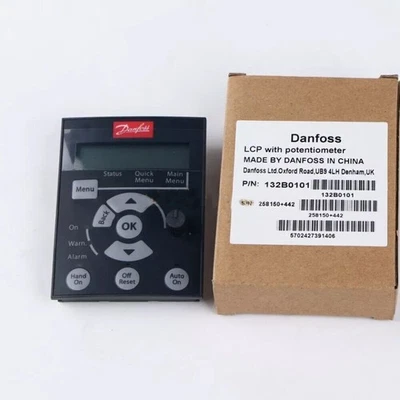 Danfoss
Status Quick Menu Main Menu
Menu
Back
OK
On
Warn.
Alarm
Hand On
Off Reset
Auto On
Danfoss
LCP with potentiometer
MADE BY DANFOSS IN CHINA
Danfoss Ltd.Oxford Road,UB9 4LH Denham,UK
P/N: 132B0101
132B0101
S/N: 258150+442
258150+442
5702427391406